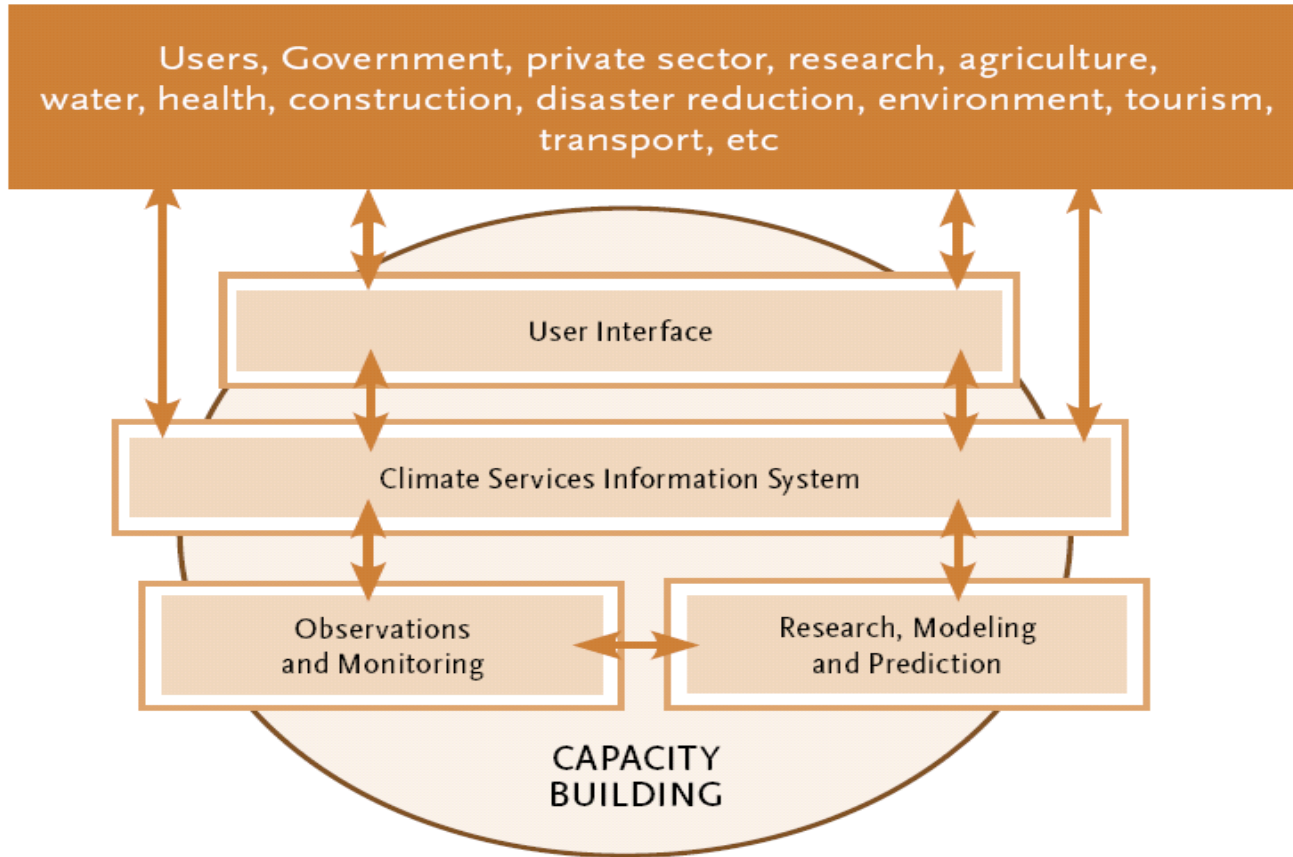 Users, Government, private sector, research, agriculture,
water, health, construction, disaster reduction, environment, tourism,
transport, etc
User Interface
Climate Services Information System
Observations
and Monitoring
Research, Modeling
and Prediction
CAPACITY
BUILDING